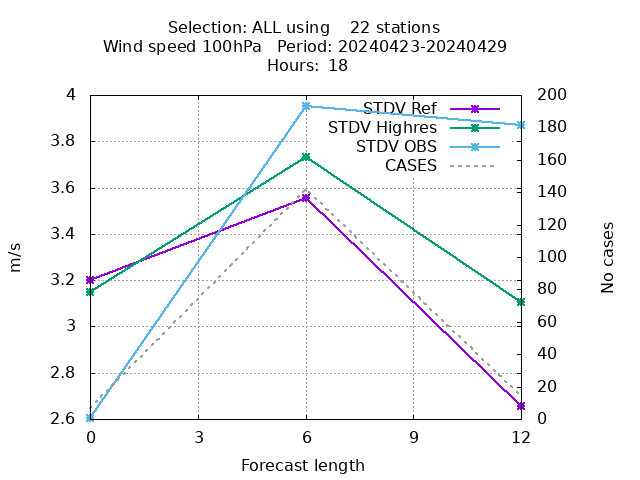 Selection: ALL using    22 stations
Wind speed 100hPa   Period: 20240423-20240429
Hours:  18
4
3.8
3.6
3.4
3.2
3
2.8
2.6
m/s
200
180
160
140
120
100
80
60
40
20
0
No cases
STDV Ref
STDV Highres
STDV OBS
CASES
0 3 6 9 12
Forecast length